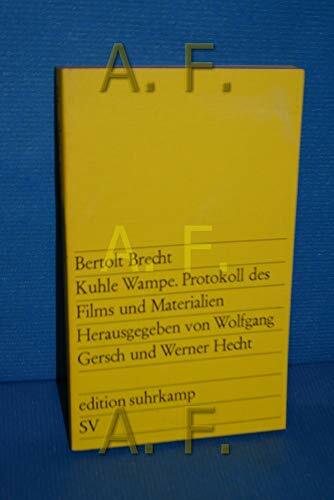 A. F.
A. F.
Bertolt Brecht
Kuhle Wampe. Protokoll des
Films und Materialien
Herausgegeben von Wolfgang
Gersch und Werner Hecht
edition suhrkamp
SV
A. F.